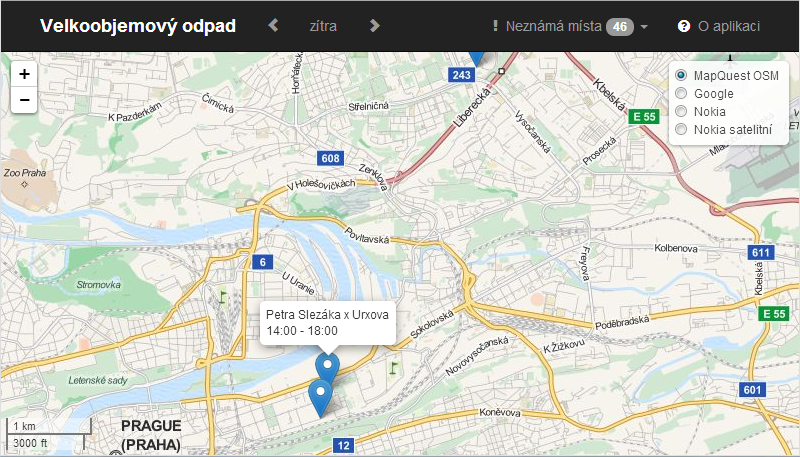 Velkoobjemový odpad
zítra
Neznámá místa 46
O aplikaci
+
−
MapQuest OSM
Google
Nokia
Nokia satelitní
243
Horňátecká
Střelničná
Čimická
K Pazderkám
Liberecká
Kbelská
E 55
Vysočanská
Prosecká
608
Zenklova
V Holešovičkách
Zoo Praha
Povltavská
Kolbenova
611
Freyova
6
U Uranie
Stromovka
Kbelská
E 55
Petra Slezáka x Urxova
14:00 - 18:00
Sokolovská
Poděbradská
Novovysočanská
K Žižkovu
Letenské sady
601
Koněvova
1 km
3000 ft
PRAGUE
(PRAHA)
12